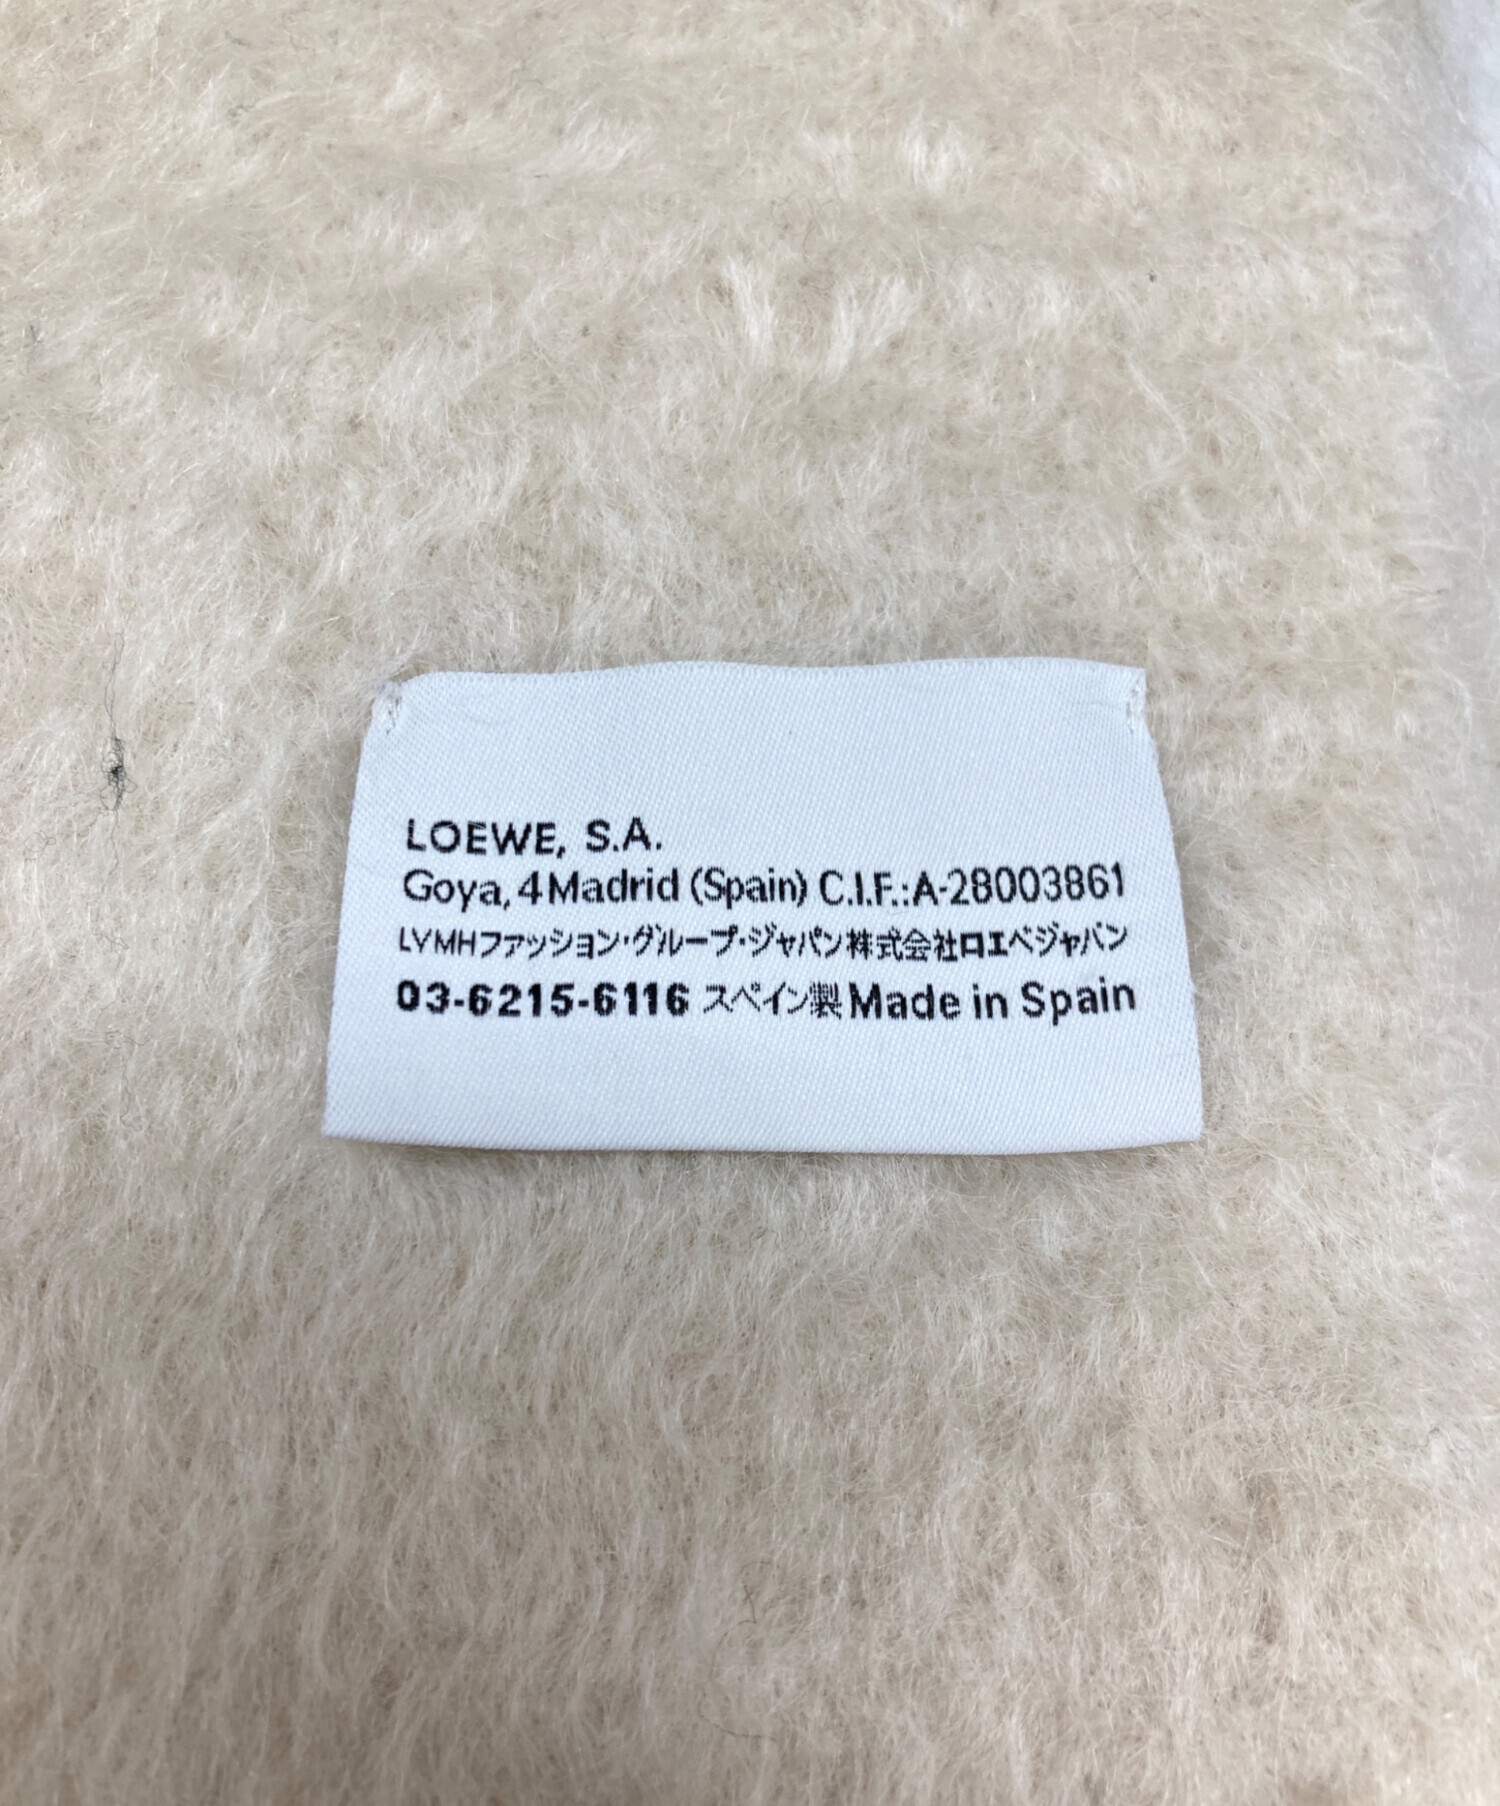 LOEWE, S.A.
Goya, 4 Madrid (Spain) C.I.F.: A-28003861
LVMHファッション・グループ・ジャパン株式会社ロエベジャパン
03-6215-6116 スペイン製 Made in Spain